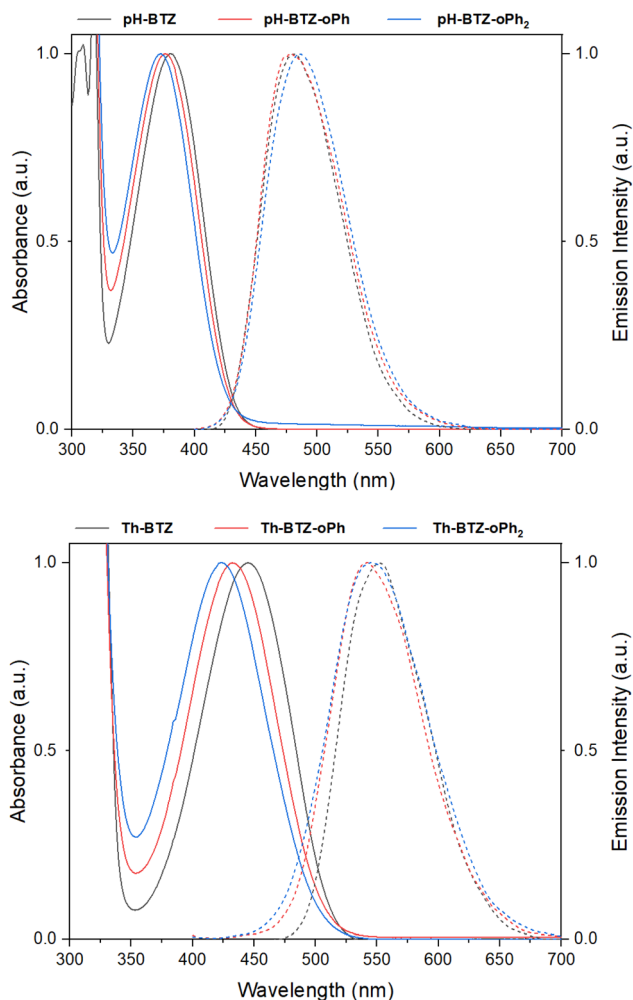 pH-BTZ pH-BTZ-oPh pH-BTZ-oPh₂
1.0 1.0
Absorbance (a.u.)
Emission Intensity (a.u.)
0.5 0.5
0.0 0.0
300 350 400 450 500 550 600 650 700
Wavelength (nm)
Th-BTZ Th-BTZ-oPh Th-BTZ-oPh₂
1.0 1.0
Absorbance (a.u.)
Emission Intensity (a.u.)
0.5 0.5
0.0 0.0
300 350 400 450 500 550 600 650 700
Wavelength (nm)